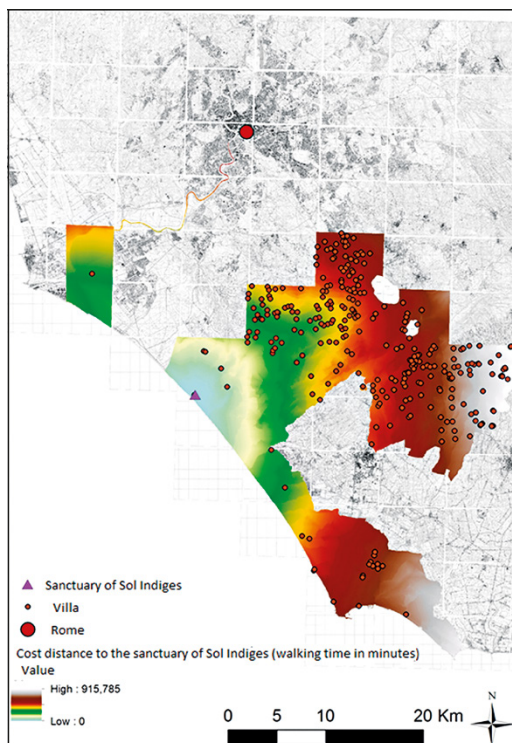 Sanctuary of Sol Indiges
Villa
Rome
Cost distance to the sanctuary of Sol Indiges (walking time in minutes)
Value
High : 915,785
Low : 0
0 5 10 20 Km
N